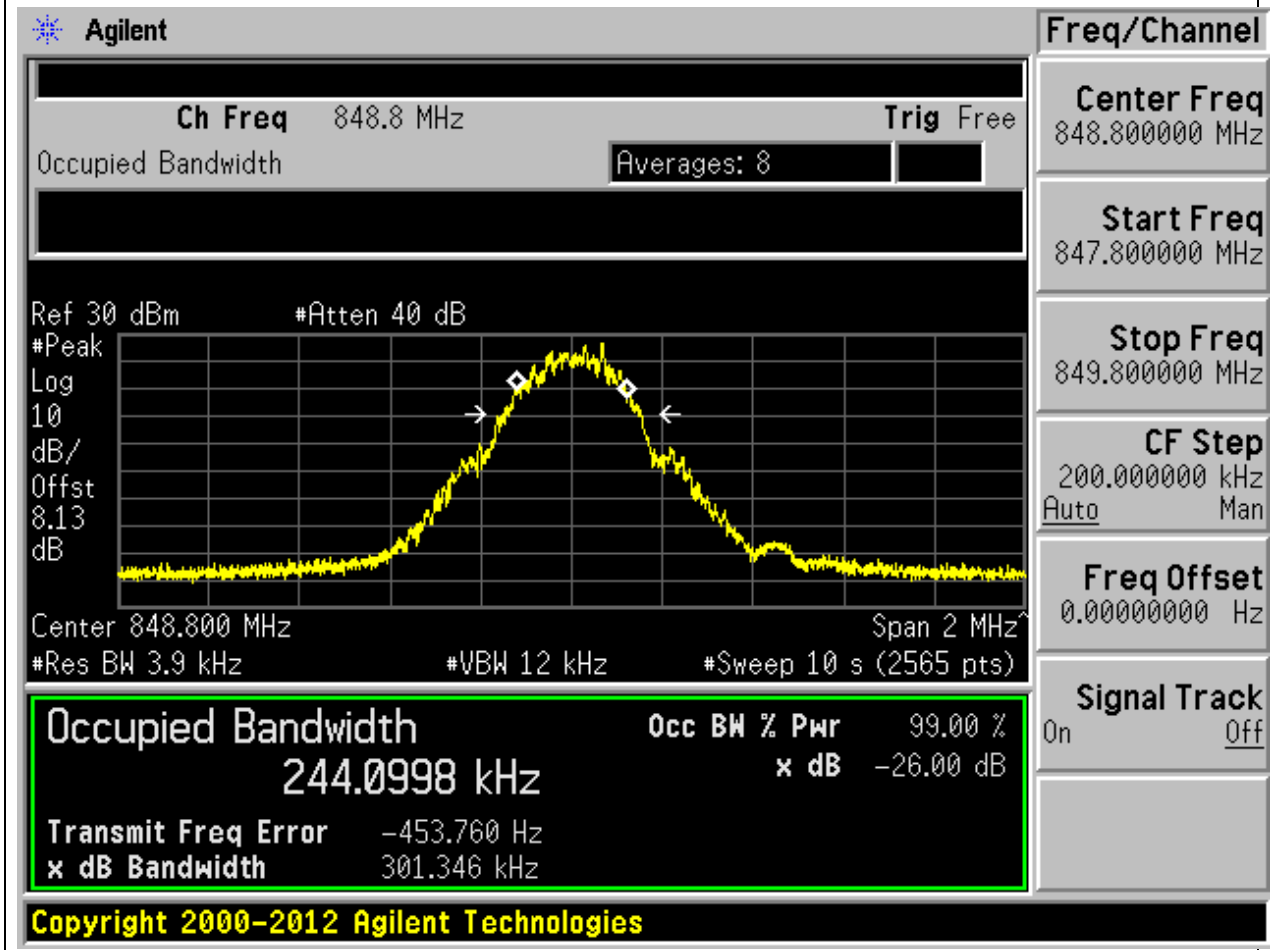 Agilent
Freq/Channel
Ch Freq 848.8 MHz Trig Free
Occupied Bandwidth Averages: 8
Center Freq
848.800000 MHz
Start Freq
847.800000 MHz
Stop Freq
849.800000 MHz
CF Step
200.000000 kHz
Auto Man
Freq Offset
0.00000000 Hz
Signal Track
On Off
Ref 30 dBm #Atten 40 dB
#Peak
Log
10
dB/
Offst
8.13
dB
Center 848.800 MHz Span 2 MHz^
#Res BW 3.9 kHz #VBW 12 kHz #Sweep 10 s (2565 pts)
Occupied Bandwidth Occ BW % Pwr 99.00 %
244.0998 kHz x dB -26.00 dB
Transmit Freq Error -453.760 Hz
x dB Bandwidth 301.346 kHz
Copyright 2000-2012 Agilent Technologies